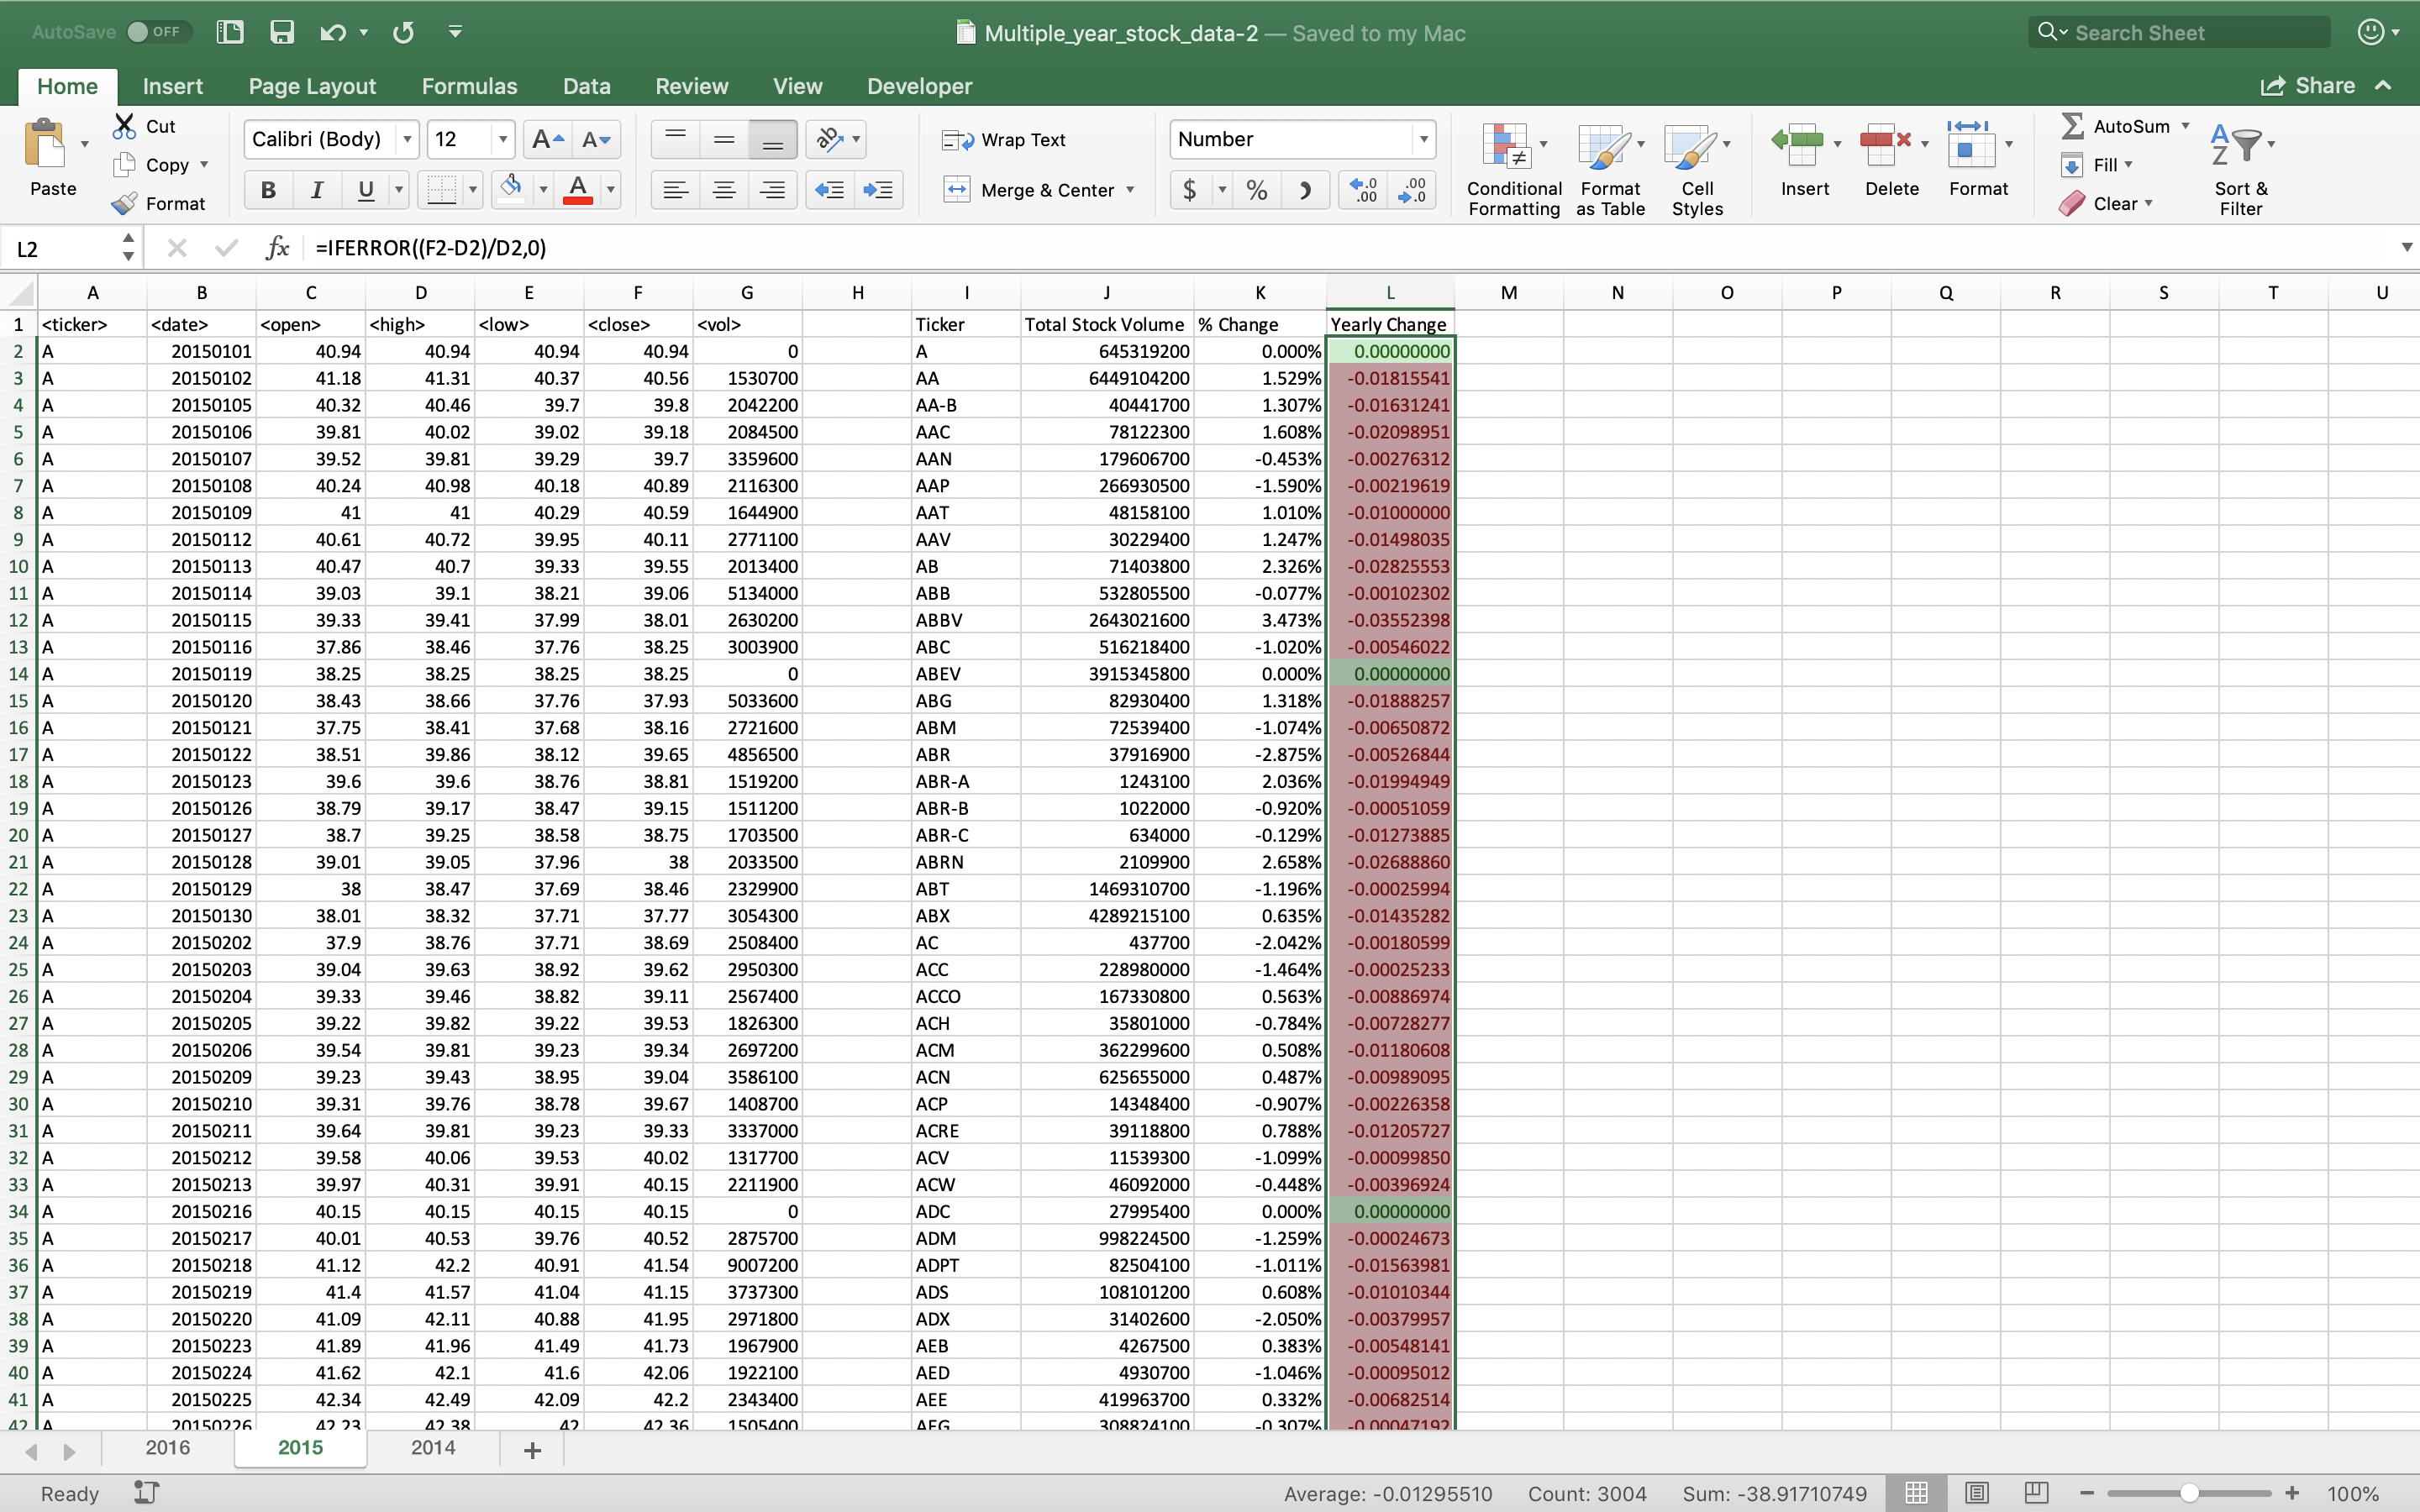 AutoSave OFF Multiple_year_stock_data-2 — Saved to my Mac Search Sheet
Home Insert Page Layout Formulas Data Review View Developer Share
Paste Cut Copy Format
Calibri (Body) 12 A A
B I U A
Wrap Text
Merge & Center
Number
$ % .0 .00 .00 .0
Conditional Formatting Format as Table Cell Styles
Insert Delete Format
AutoSum Fill Clear
Sort & Filter
L2 fx =IFERROR((F2-D2)/D2,0)
A B C D E F G H I J K L M N O P Q R S T U
1 <ticker> <date> <open> <high> <low> <close> <vol> Ticker Total Stock Volume % Change Yearly Change
2 A 20150101 40.94 40.94 40.94 40.94 0 A 645319200 0.000% 0.00000000
3 A 20150102 41.18 41.31 40.37 40.56 1530700 AA 6449104200 1.529% -0.01815541
4 A 20150105 40.32 40.46 39.7 39.8 2042200 AA-B 40441700 1.307% -0.01631241
5 A 20150106 39.81 40.02 39.02 39.18 2084500 AAC 78122300 1.608% -0.02098951
6 A 20150107 39.52 39.81 39.29 39.7 3359600 AAN 179606700 -0.453% -0.00276312
7 A 20150108 40.24 40.98 40.18 40.89 2116300 AAP 266930500 -1.590% -0.00219619
8 A 20150109 41 41 40.29 40.59 1644900 AAT 48158100 1.010% -0.01000000
9 A 20150112 40.61 40.72 39.95 40.11 2771100 AAV 30229400 1.247% -0.01498035
10 A 20150113 40.47 40.7 39.33 39.55 2013400 AB 71403800 2.326% -0.02825553
11 A 20150114 39.03 39.1 38.21 39.06 5134000 ABB 532805500 -0.077% -0.00102302
12 A 20150115 39.33 39.41 37.99 38.01 2630200 ABBV 2643021600 3.473% -0.03552398
13 A 20150116 37.86 38.46 37.76 38.25 3003900 ABC 516218400 -1.020% -0.00546022
14 A 20150119 38.25 38.25 38.25 38.25 0 ABEV 3915345800 0.000% 0.00000000
15 A 20150120 38.43 38.66 37.76 37.93 5033600 ABG 82930400 1.318% -0.01888257
16 A 20150121 37.75 38.41 37.68 38.16 2721600 ABM 72539400 -1.074% -0.00650872
17 A 20150122 38.51 39.86 38.12 39.65 4856500 ABR 37916900 -2.875% -0.00526844
18 A 20150123 39.6 39.6 38.76 38.81 1519200 ABR-A 1243100 2.036% -0.01994949
19 A 20150126 38.79 39.17 38.47 39.15 1511200 ABR-B 1022000 -0.920% -0.00051059
20 A 20150127 38.7 39.25 38.58 38.75 1703500 ABR-C 634000 -0.129% -0.01273885
21 A 20150128 39.01 39.05 37.96 38 2033500 ABRN 2109900 2.658% -0.02688860
22 A 20150129 38 38.47 37.69 38.46 2329900 ABT 1469310700 -1.196% -0.00025994
23 A 20150130 38.01 38.32 37.71 37.77 3054300 ABX 4289215100 0.635% -0.01435282
24 A 20150202 37.9 38.76 37.71 38.69 2508400 AC 437700 -2.042% -0.00180599
25 A 20150203 39.04 39.63 38.92 39.62 2950300 ACC 228980000 -1.464% -0.00025233
26 A 20150204 39.33 39.46 38.82 39.11 2567400 ACCO 167330800 0.563% -0.00886974
27 A 20150205 39.22 39.82 39.22 39.53 1826300 ACH 35801000 -0.784% -0.00728277
28 A 20150206 39.54 39.81 39.23 39.34 2697200 ACM 362299600 0.508% -0.01180608
29 A 20150209 39.23 39.43 38.95 39.04 3586100 ACN 625655000 0.487% -0.00989095
30 A 20150210 39.31 39.76 38.78 39.67 1408700 ACP 14348400 -0.907% -0.00226358
31 A 20150211 39.64 39.81 39.23 39.33 3337000 ACRE 39118800 0.788% -0.01205727
32 A 20150212 39.58 40.06 39.53 40.02 1317700 ACV 11539300 -1.099% -0.00099850
33 A 20150213 39.97 40.31 39.91 40.15 2211900 ACW 46092000 -0.448% -0.00396924
34 A 20150216 40.15 40.15 40.15 40.15 0 ADC 27995400 0.000% 0.00000000
35 A 20150217 40.01 40.53 39.76 40.52 2875700 ADM 998224500 -1.259% -0.00024673
36 A 20150218 41.12 42.2 40.91 41.54 9007200 ADPT 82504100 -1.011% -0.01563981
37 A 20150219 41.4 41.57 41.04 41.15 3737300 ADS 108101200 0.608% -0.01010344
38 A 20150220 41.09 42.11 40.88 41.95 2971800 ADX 31402600 -2.050% -0.00379957
39 A 20150223 41.89 41.96 41.49 41.73 1967900 AEB 4267500 0.383% -0.00548141
40 A 20150224 41.62 42.1 41.6 42.06 1922100 AED 4930700 -1.046% -0.00095012
41 A 20150225 42.34 42.49 42.09 42.2 2343400 AEE 419963700 0.332% -0.00682514
42 A 20150226 42.23 42.38 42 42.36 1505400 AEG 308824100 -0.307% -0.00047192
2016 2015 2014 +
Ready Average: -0.01295510 Count: 3004 Sum: -38.91710749 100%